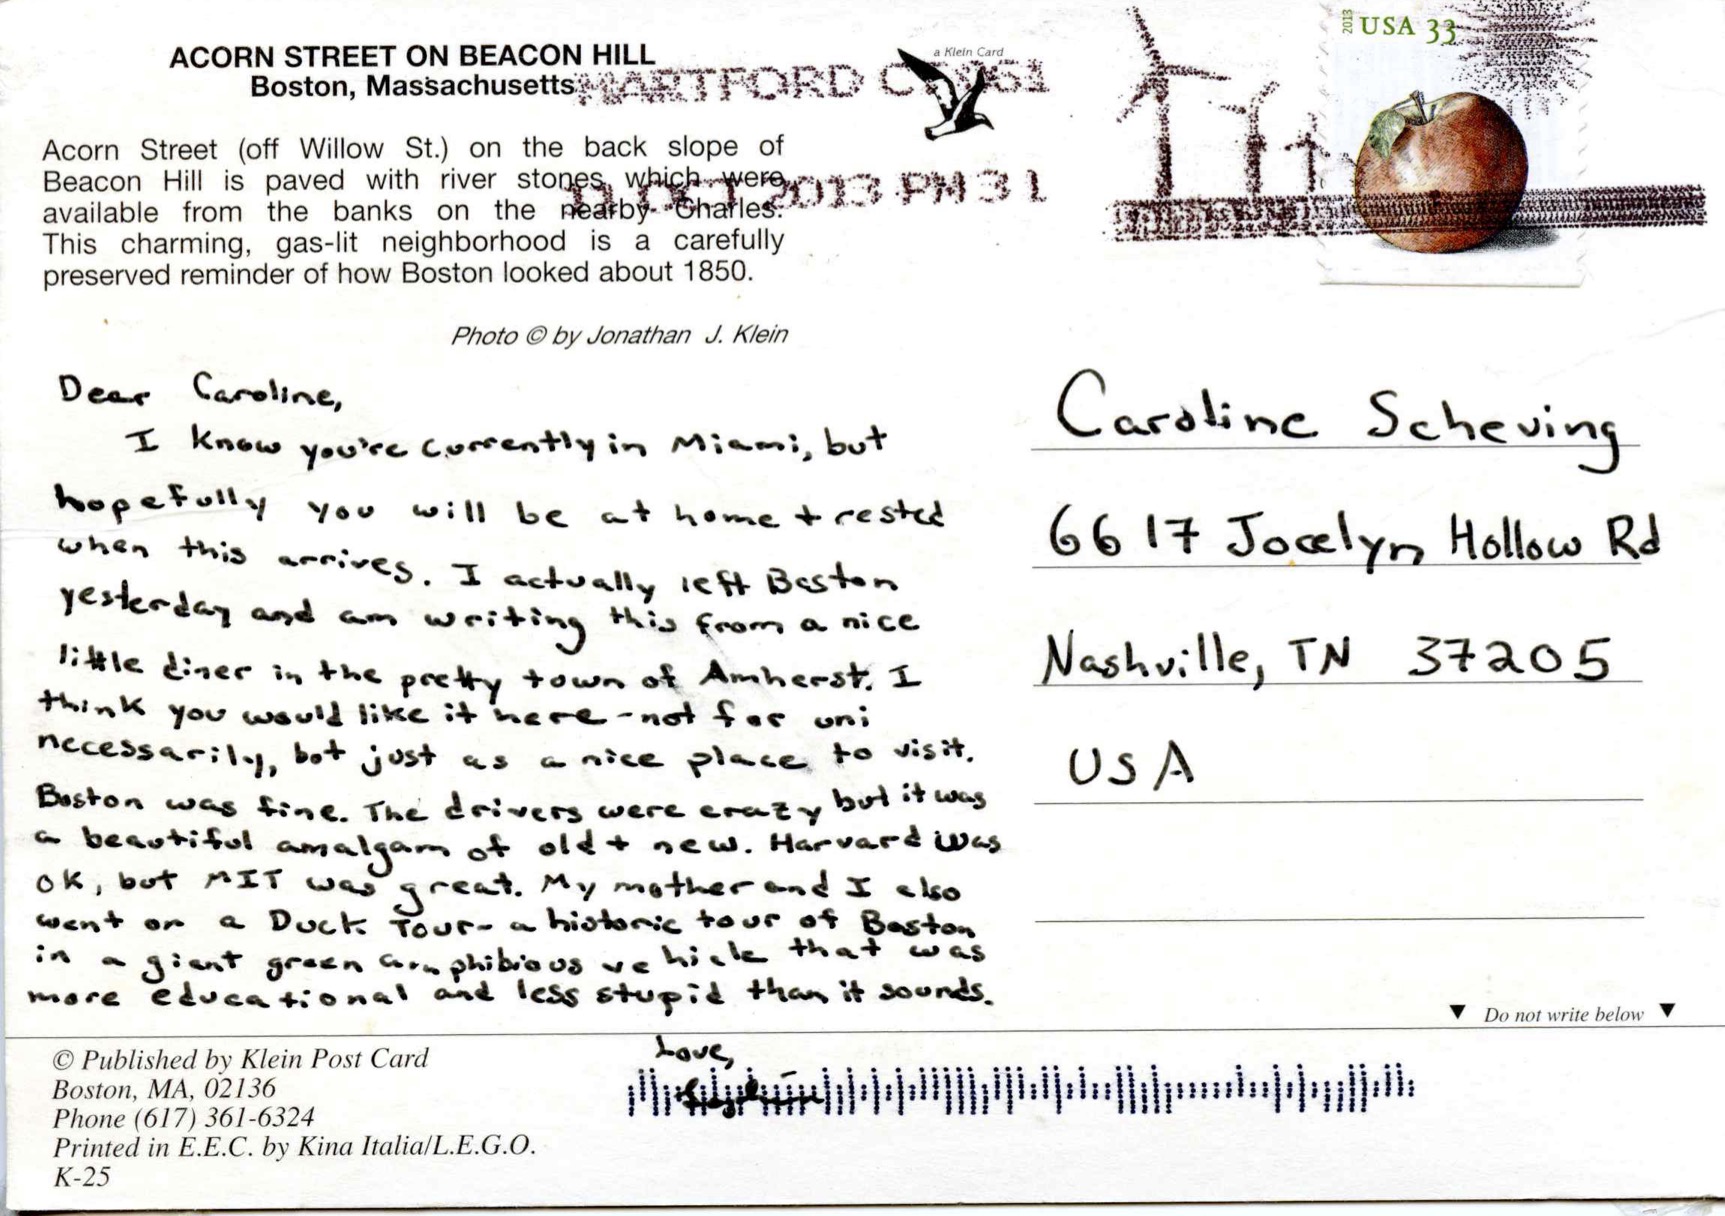 ACORN STREET ON BEACON HILL
Boston, Massachusetts
a Klein Card
HARTFORD CT 061
OCT 2013 PM 3 L
2013 USA 33
Acorn Street (off Willow St.) on the back slope of
Beacon Hill is paved with river stones which were
available from the banks on the nearby Charles.
This charming, gas-lit neighborhood is a carefully
preserved reminder of how Boston looked about 1850.
Photo © by Jonathan J. Klein
Dear Caroline,
I know you're currently in Miami, but
hopefully you will be at home + rested
when this arrives. I actually left Boston
yesterday and am writing this from a nice
little diner in the pretty town of Amherst. I
think you would like it here - not for uni
necessarily, but just as a nice place to visit.
Boston was fine. The drivers were crazy but it was
a beautiful amalgam of old + new. Harvard was
OK, but MIT was great. My mother and I also
went on a Duck Tour - a historic tour of Boston
in a giant green amphibious vehicle that was
more educational and less stupid than it sounds.
Love,
Caroline Scheving
6617 Jocelyn Hollow Rd
Nashville, TN 37205
USA
▼ Do not write below ▼
© Published by Klein Post Card
Boston, MA, 02136
Phone (617) 361-6324
Printed in E.E.C. by Kina Italia/L.E.G.O.
K-25